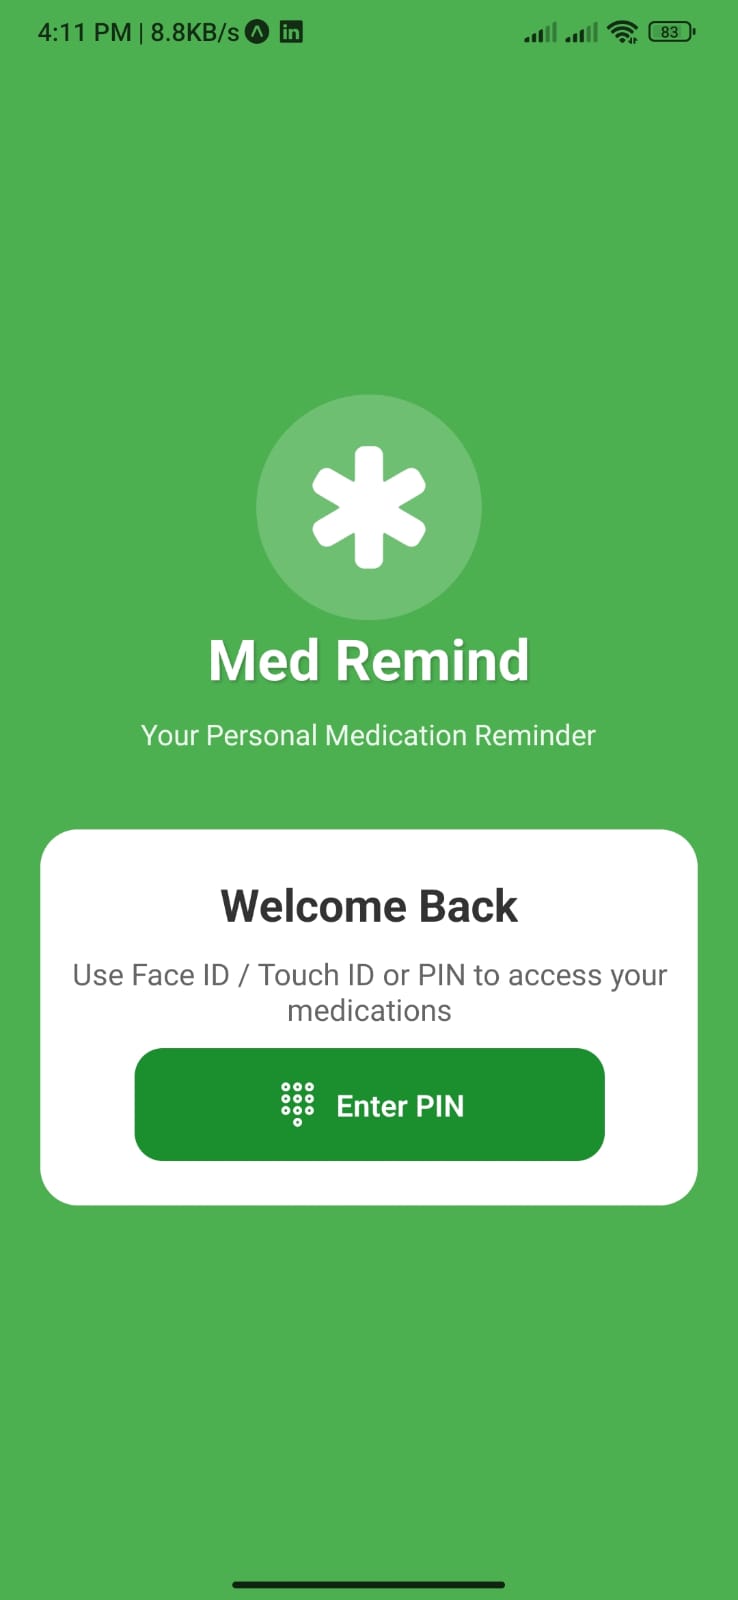 4:11 PM | 8.8KB/s in 83
Med Remind
Your Personal Medication Reminder
Welcome Back
Use Face ID / Touch ID or PIN to access your
medications
Enter PIN